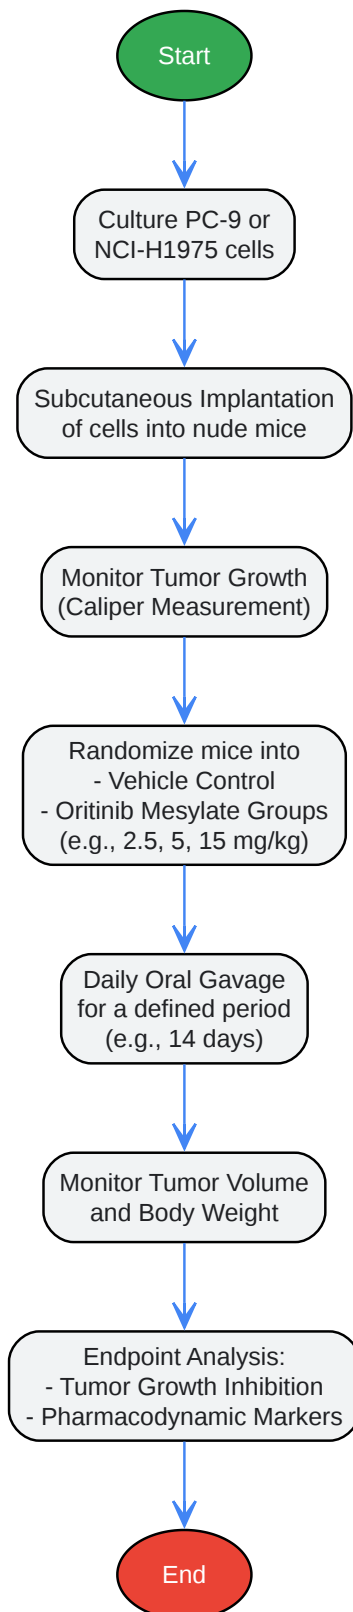 Start
Culture PC-9 or
NCI-H1975 cells
Subcutaneous Implantation
of cells into nude mice
Monitor Tumor Growth
(Caliper Measurement)
Randomize mice into
- Vehicle Control
- Oritinib Mesylate Groups
(e.g., 2.5, 5, 15 mg/kg)
Daily Oral Gavage
for a defined period
(e.g., 14 days)
Monitor Tumor Volume
and Body Weight
Endpoint Analysis:
- Tumor Growth Inhibition
- Pharmacodynamic Markers
End